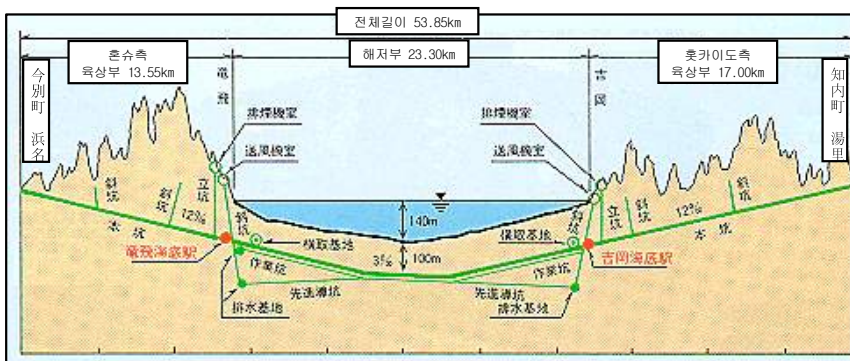 전체길이 53.85km
혼슈측
육상부 13.55km
해저부 23.30km
홋카이도측
육상부 17.00km
今別町 浜名
竜飛
吉岡
知内町 湯里
排煙機室
送風機室
排煙機室
送風機室
斜坑
斜坑
立坑
斜坑
12‰
本坑
140m
斜坑
立坑
斜坑
12‰
本坑
斜坑
竜飛海底駅
横取基地
3‰
100m
横取基地
吉岡海底駅
作業坑
作業坑
排水基地
先進導坑
先進導坑
排水基地